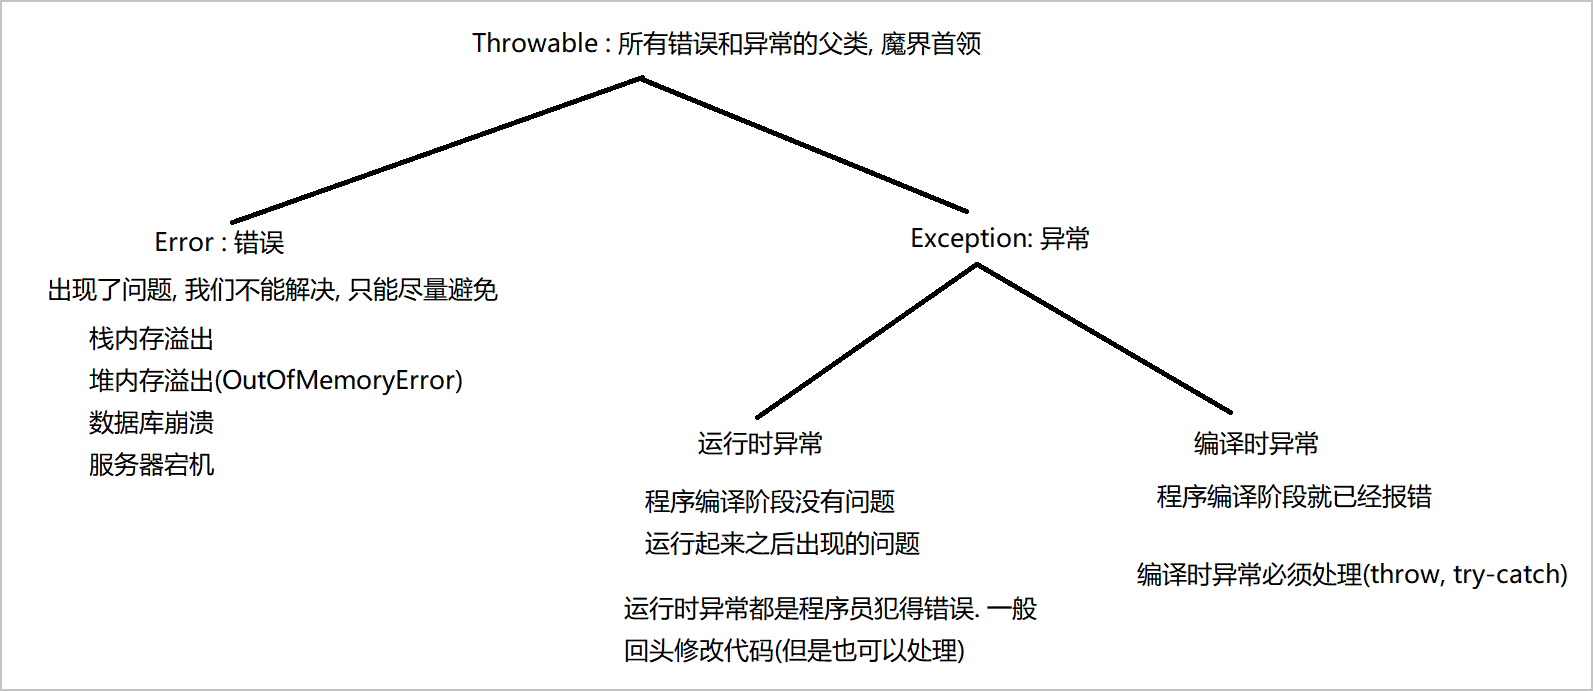 Throwable : 所有错误和异常的父类, 魔界首领
Error : 错误
出现了问题, 我们不能解决, 只能尽量避免
栈内存溢出
堆内存溢出(OutOfMemoryError)
数据库崩溃
服务器宕机
Exception: 异常
运行时异常
程序编译阶段没有问题
运行起来之后出现的问题
运行时异常都是程序员犯得错误. 一般
回头修改代码(但是也可以处理)
编译时异常
程序编译阶段就已经报错
编译时异常必须处理(throw, try-catch)